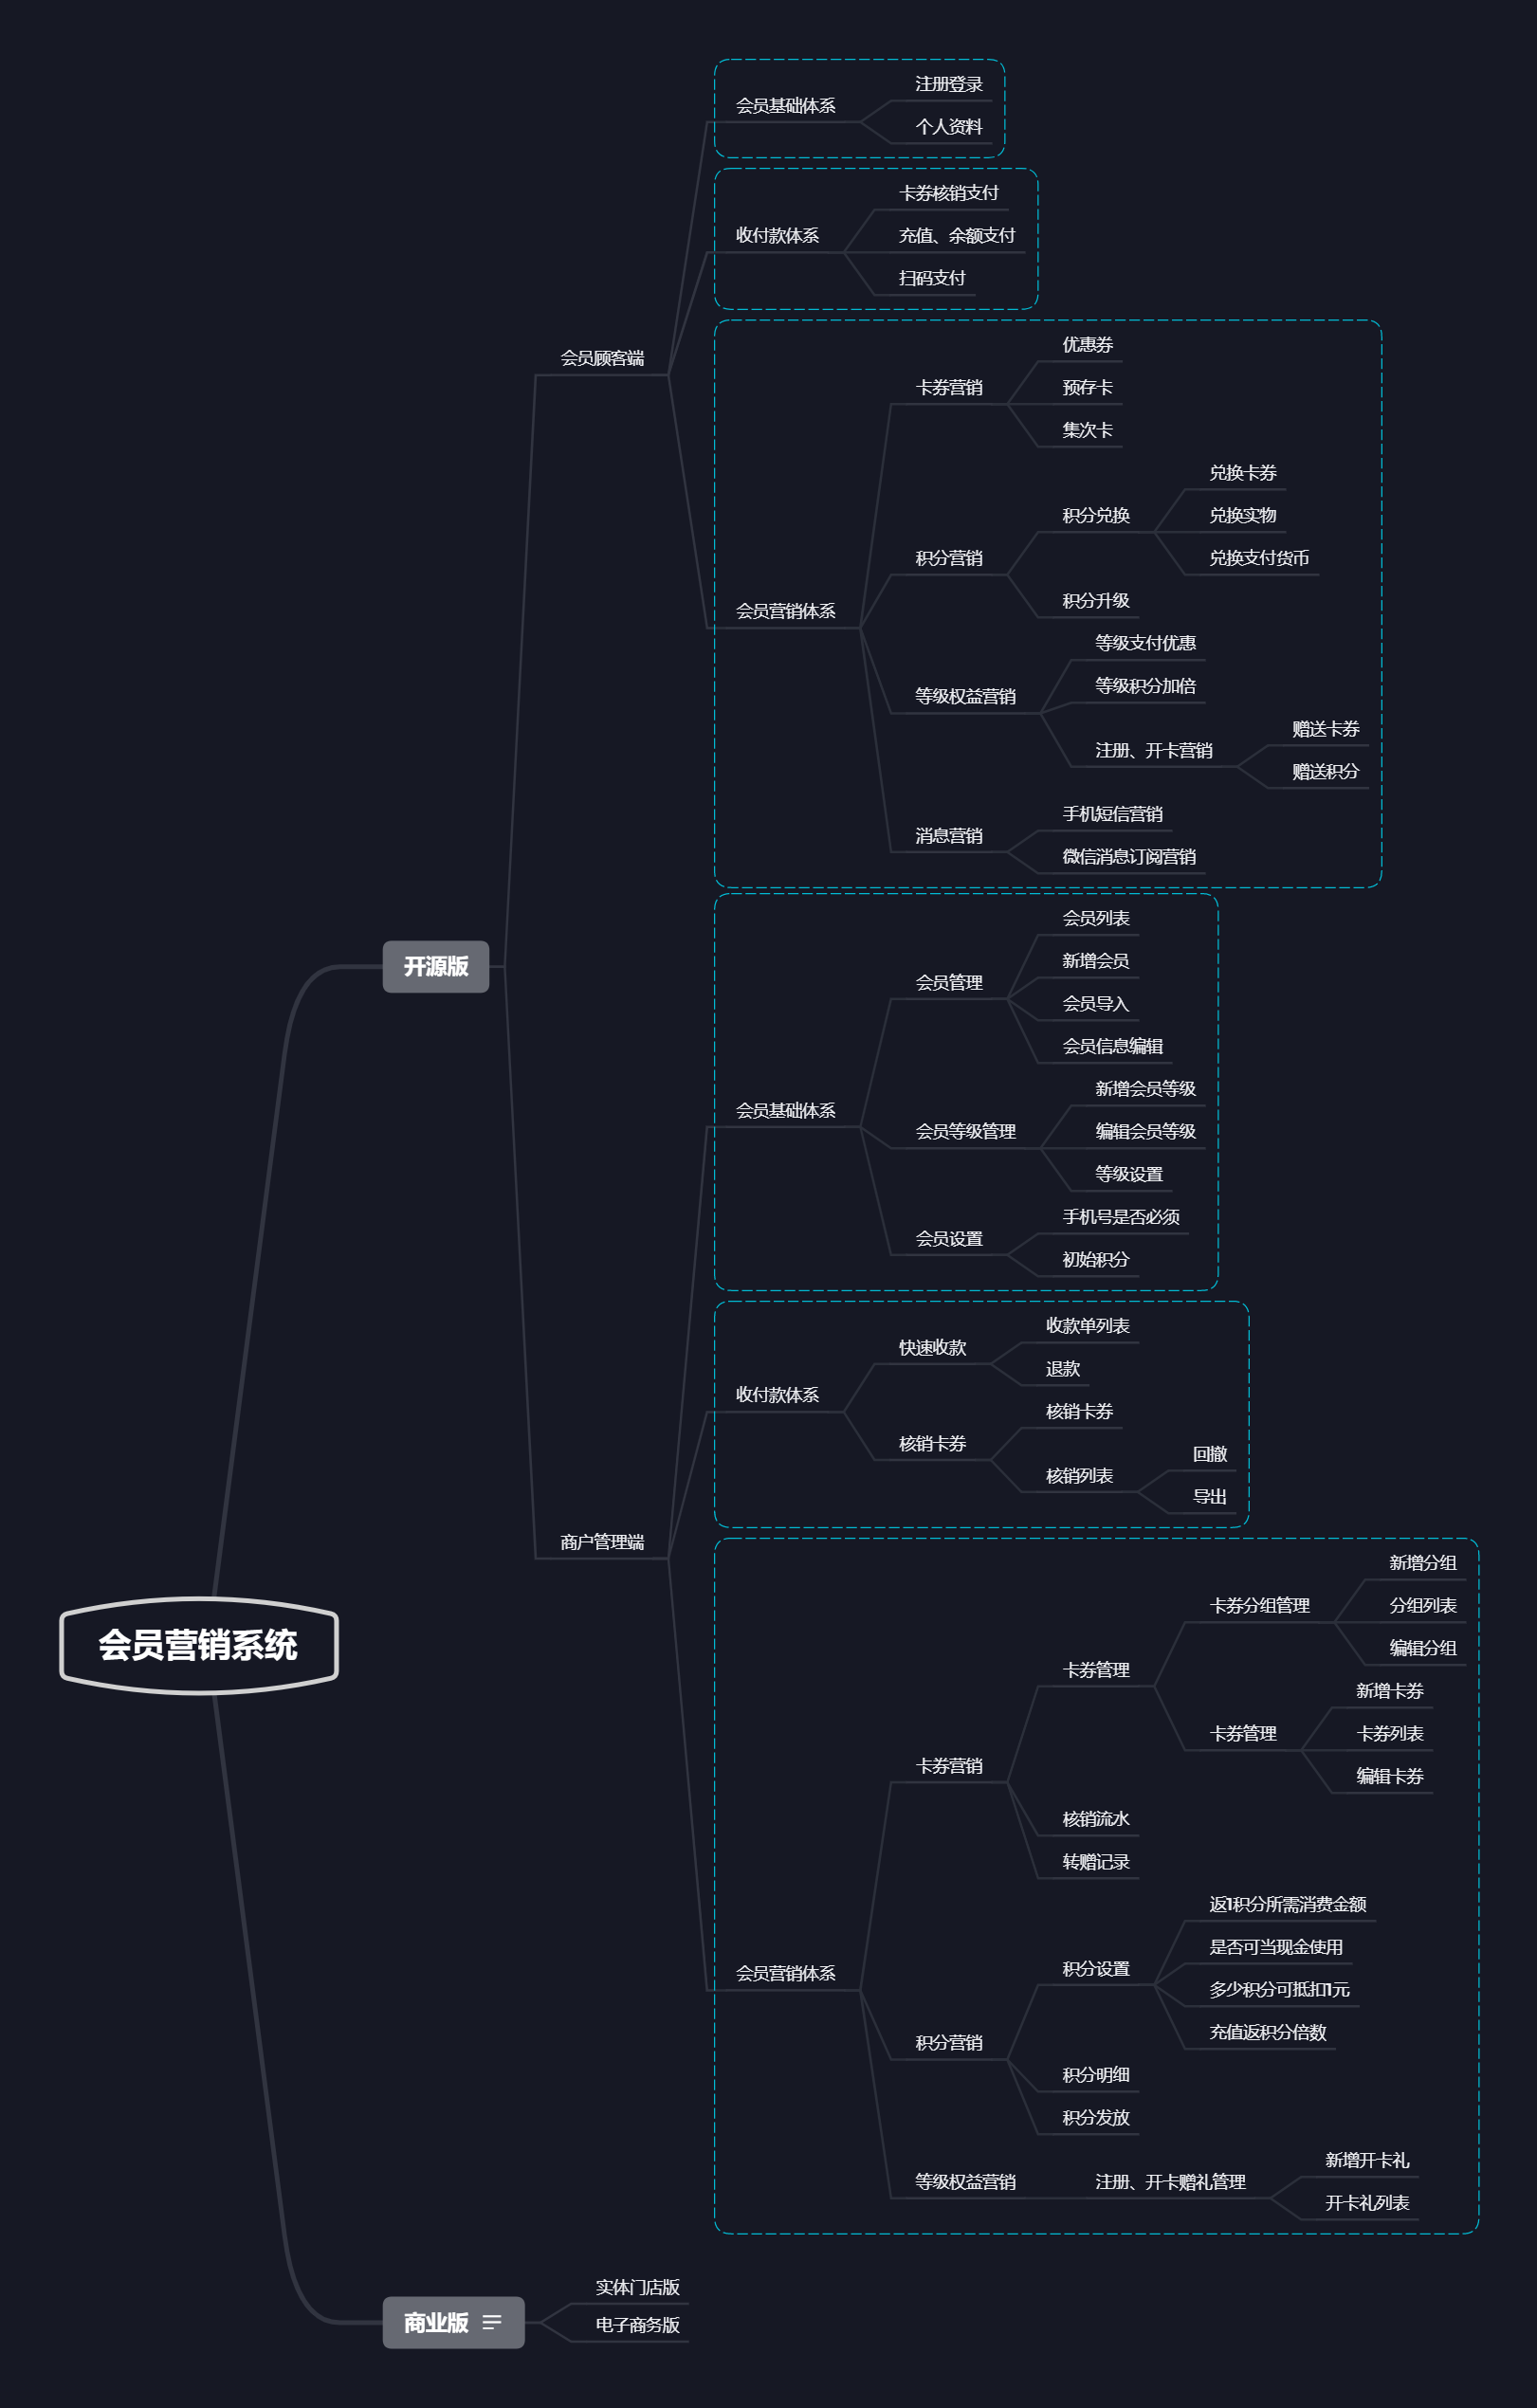 会员营销系统
开源版
会员顾客端
会员基础体系
注册登录
个人资料
收付款体系
卡券核销支付
充值、余额支付
扫码支付
会员营销体系
卡券营销
优惠券
预存卡
集次卡
积分营销
积分兑换
兑换卡券
兑换实物
兑换支付货币
积分升级
等级权益营销
等级支付优惠
等级积分加倍
注册、开卡营销
赠送卡券
赠送积分
消息营销
手机短信营销
微信消息订阅营销
商户管理端
会员基础体系
会员管理
会员列表
新增会员
会员导入
会员信息编辑
会员等级管理
新增会员等级
编辑会员等级
等级设置
会员设置
手机号是否必须
初始积分
收付款体系
快速收款
收款单列表
退款
核销卡券
核销卡券
核销列表
回撤
导出
会员营销体系
卡券营销
卡券管理
卡券分组管理
新增分组
分组列表
编辑分组
卡券管理
新增卡券
卡券列表
编辑卡券
核销流水
转赠记录
积分营销
积分设置
返1积分所需消费金额
是否可当现金使用
多少积分可抵扣1元
充值返积分倍数
积分明细
积分发放
等级权益营销
注册、开卡赠礼管理
新增开卡礼
开卡礼列表
商业版
实体门店版
电子商务版